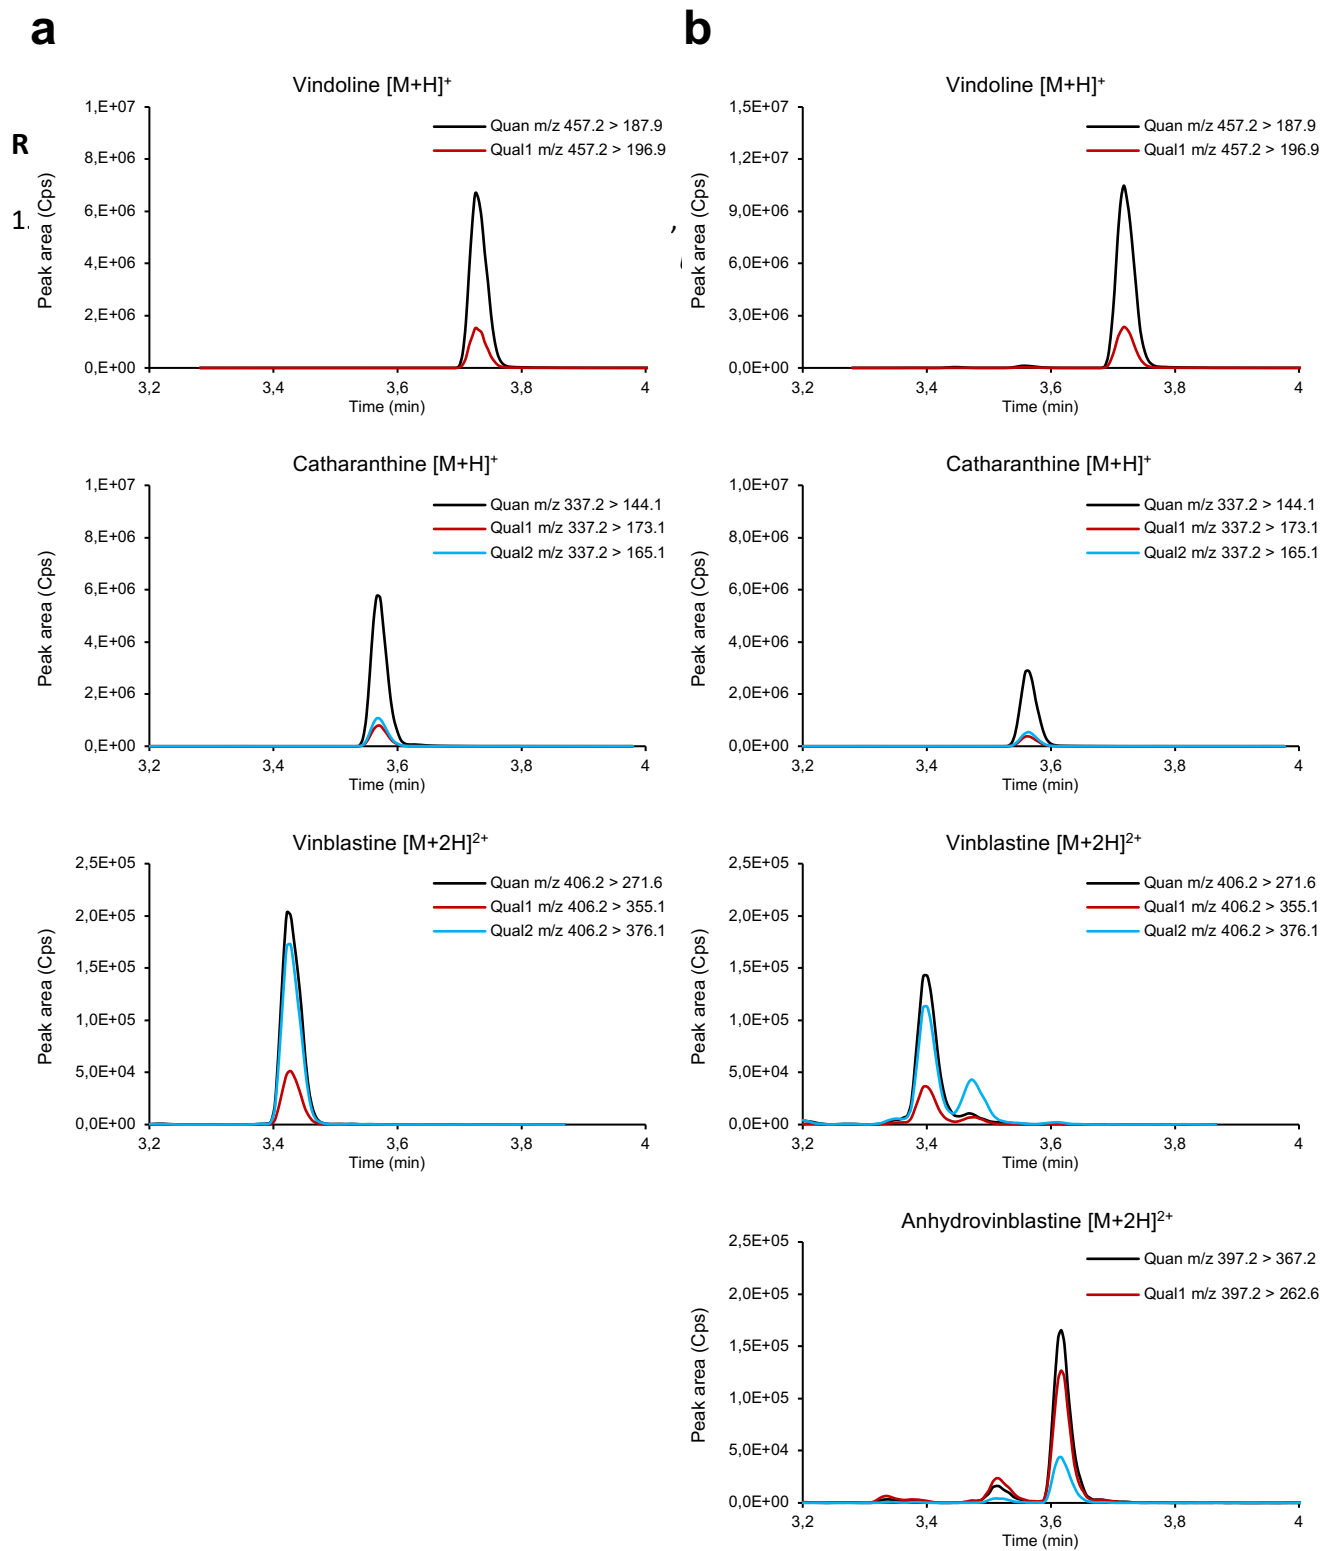 a
b
R
1.
,
Vindoline [M+H]+
1,E+07
8,E+06
6,E+06
4,E+06
2,E+06
0,E+00
Peak area (Cps)
Quan m/z 457.2 > 187.9
Qual1 m/z 457.2 > 196.9
3,2 3,4 3,6 3,8 4
Time (min)
Vindoline [M+H]+
1,5E+07
1,2E+07
9,0E+06
6,0E+06
3,0E+06
0,0E+00
Peak area (Cps)
Quan m/z 457.2 > 187.9
Qual1 m/z 457.2 > 196.9
3,2 3,4 3,6 3,8 4
Time (min)
Catharanthine [M+H]+
1,E+07
8,E+06
6,E+06
4,E+06
2,E+06
0,E+00
Peak area (Cps)
Quan m/z 337.2 > 144.1
Qual1 m/z 337.2 > 173.1
Qual2 m/z 337.2 > 165.1
3,2 3,4 3,6 3,8 4
Time (min)
Catharanthine [M+H]+
1,0E+07
8,0E+06
6,0E+06
4,0E+06
2,0E+06
0,0E+00
Peak area (Cps)
Quan m/z 337.2 > 144.1
Qual1 m/z 337.2 > 173.1
Qual2 m/z 337.2 > 165.1
3,2 3,4 3,6 3,8 4
Time (min)
Vinblastine [M+2H]2+
2,5E+05
2,0E+05
1,5E+05
1,0E+05
5,0E+04
0,0E+00
Peak area (Cps)
Quan m/z 406.2 > 271.6
Qual1 m/z 406.2 > 355.1
Qual2 m/z 406.2 > 376.1
3,2 3,4 3,6 3,8 4
Time (min)
Vinblastine [M+2H]2+
2,5E+05
2,0E+05
1,5E+05
1,0E+05
5,0E+04
0,0E+00
Peak area (Cps)
Quan m/z 406.2 > 271.6
Qual1 m/z 406.2 > 355.1
Qual2 m/z 406.2 > 376.1
3,2 3,4 3,6 3,8 4
Time (min)
Anhydrovinblastine [M+2H]2+
2,5E+05
2,0E+05
1,5E+05
1,0E+05
5,0E+04
0,0E+00
Peak area (Cps)
Quan m/z 397.2 > 367.2
Qual1 m/z 397.2 > 262.6
3,2 3,4 3,6 3,8 4
Time (min)